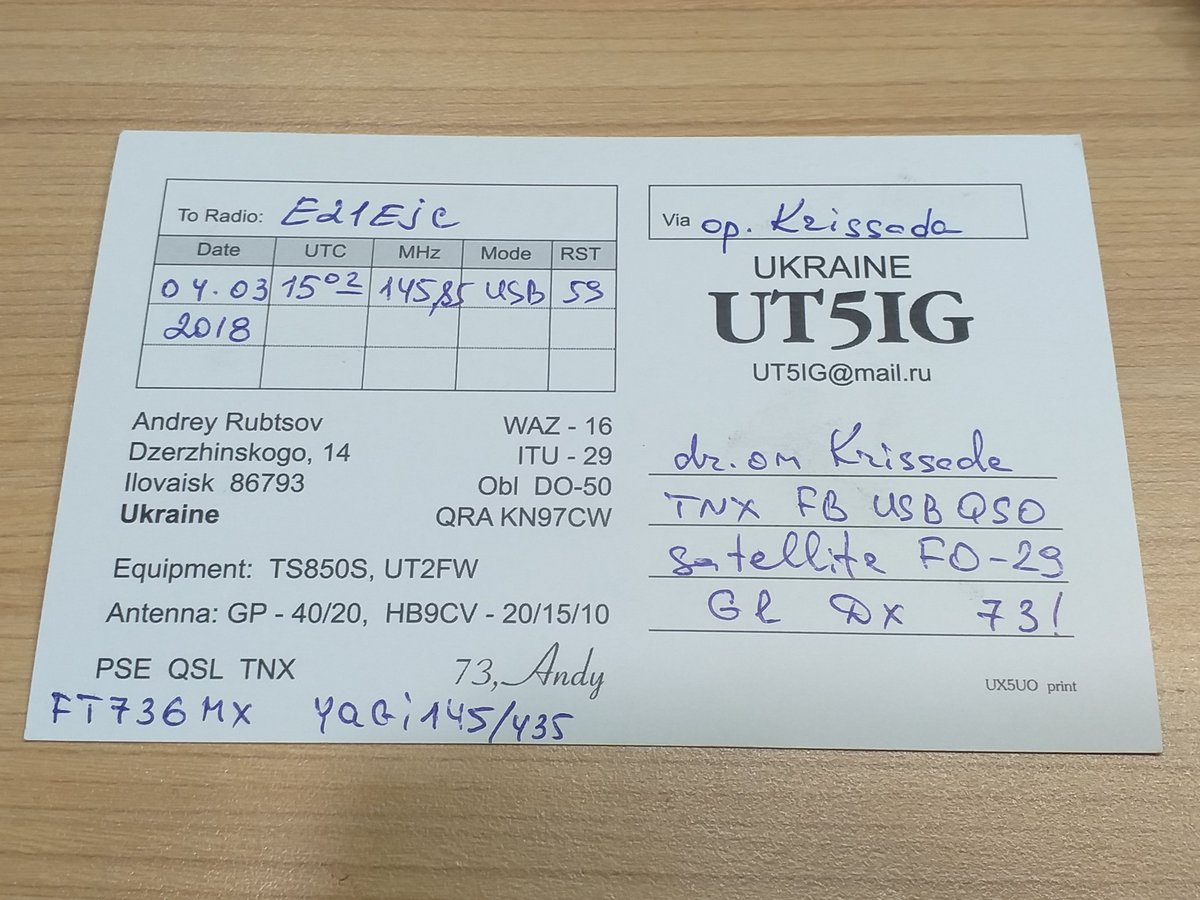 To Radio: E21EJC
Date UTC MHz Mode RST
04.03 15⁰² 145,85 USB 59
2018
Via op. Krissada
UKRAINE
UT5IG
UT5IG@mail.ru
Andrey Rubtsov WAZ - 16
Dzerzhinskogo, 14 ITU - 29
Ilovaisk 86793 Obl DO-50
Ukraine QRA KN97CW
Equipment: TS850S, UT2FW
Antenna: GP - 40/20, HB9CV - 20/15/10
PSE QSL TNX 73, Andy
FT736MX YAGi 145/435
dr. om Krissada
TNX FB USB QSO
satellite FO-29
GL DX 73!
UX5UO print